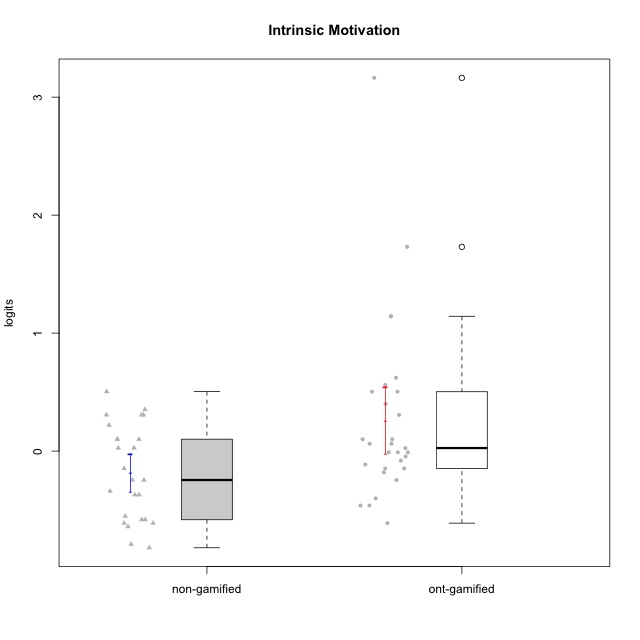 Intrinsic Motivation
3
2
1
0
logits
non-gamified
ont-gamified